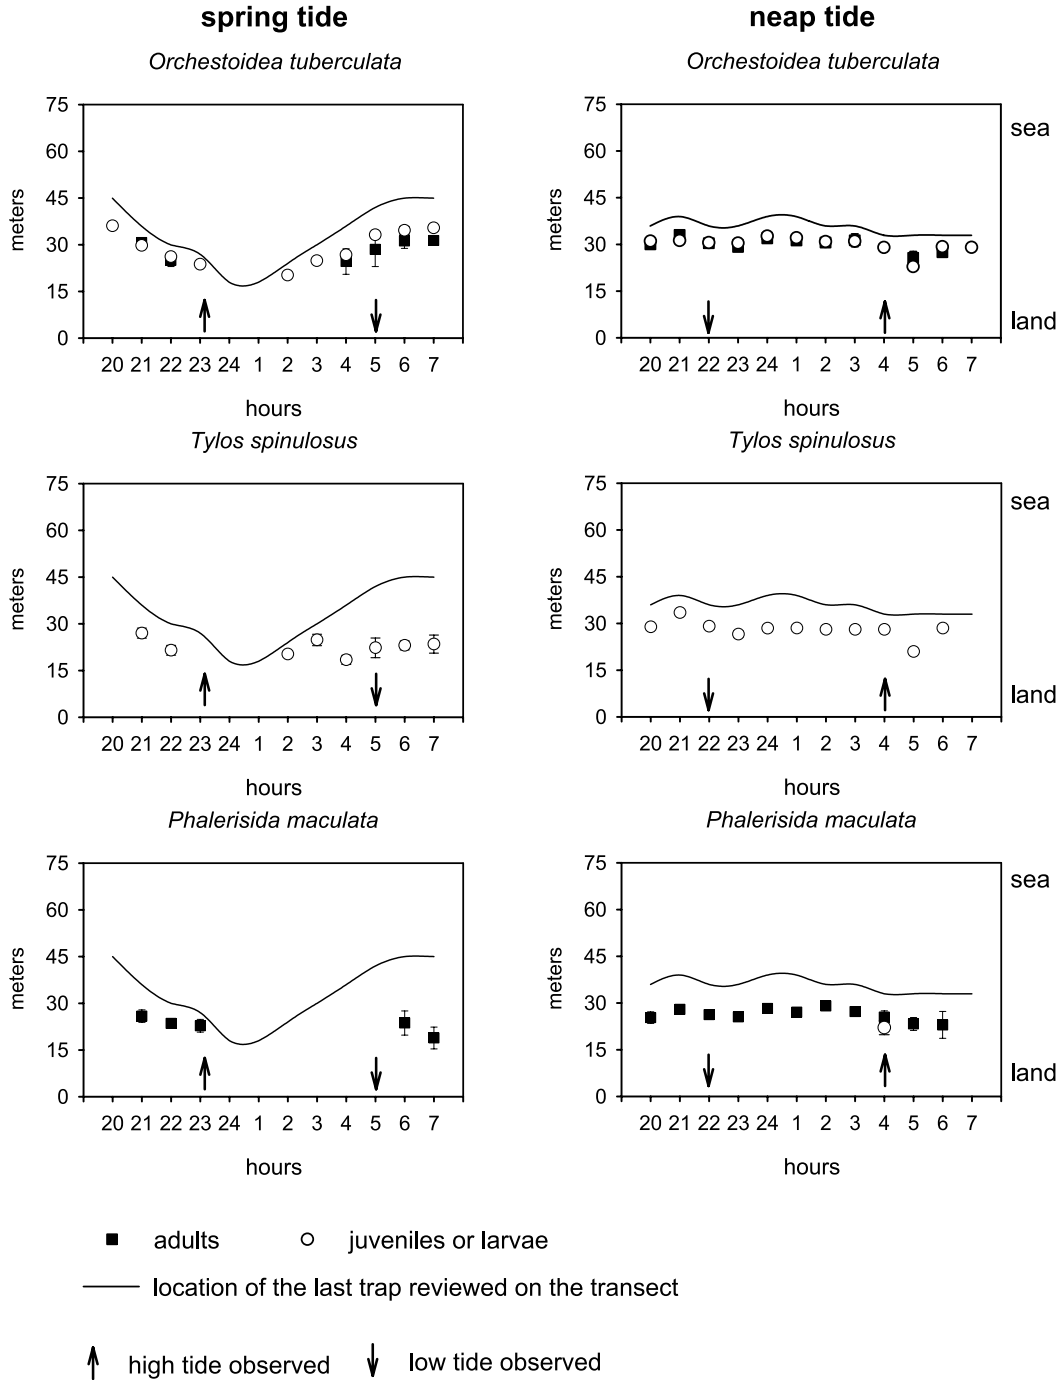 spring tide
neap tide
Orchestoidea tuberculata
Orchestoidea tuberculata
75
60
45
30
15
0
meters
20 21 22 23 24 1 2 3 4 5 6 7
hours
75
60
45
30
15
0
meters
20 21 22 23 24 1 2 3 4 5 6 7
hours
sea
land
Tylos spinulosus
Tylos spinulosus
75
60
45
30
15
0
meters
20 21 22 23 24 1 2 3 4 5 6 7
hours
75
60
45
30
15
0
meters
20 21 22 23 24 1 2 3 4 5 6 7
hours
sea
land
Phalerisida maculata
Phalerisida maculata
75
60
45
30
15
0
meters
20 21 22 23 24 1 2 3 4 5 6 7
hours
75
60
45
30
15
0
meters
20 21 22 23 24 1 2 3 4 5 6 7
hours
sea
land
adults
juveniles or larvae
location of the last trap reviewed on the transect
high tide observed
low tide observed